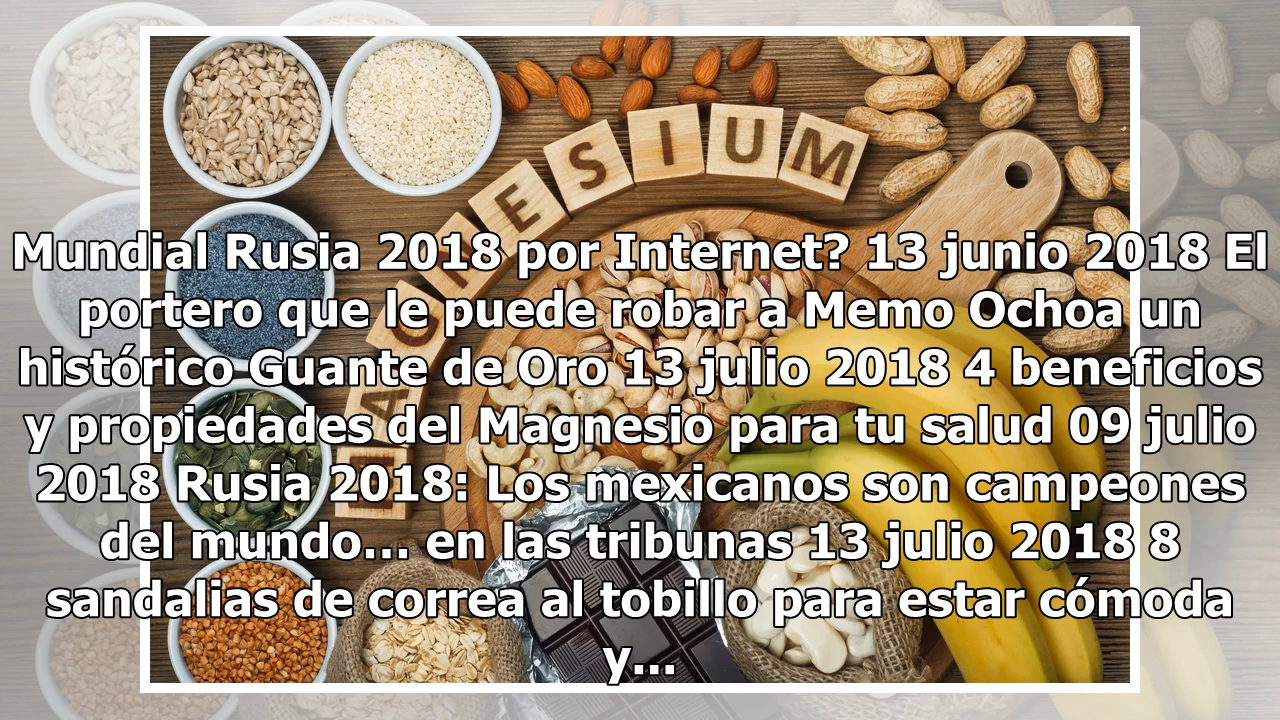 MAGNESIUM
Mundial Rusia 2018 por Internet? 13 junio 2018 El
portero que le puede robar a Memo Ochoa un
histórico Guante de Oro 13 julio 2018 4 beneficios
y propiedades del Magnesio para tu salud 09 julio
2018 Rusia 2018: Los mexicanos son campeones
del mundo... en las tribunas 13 julio 2018 8
sandalias de correa al tobillo para estar cómoda
y...